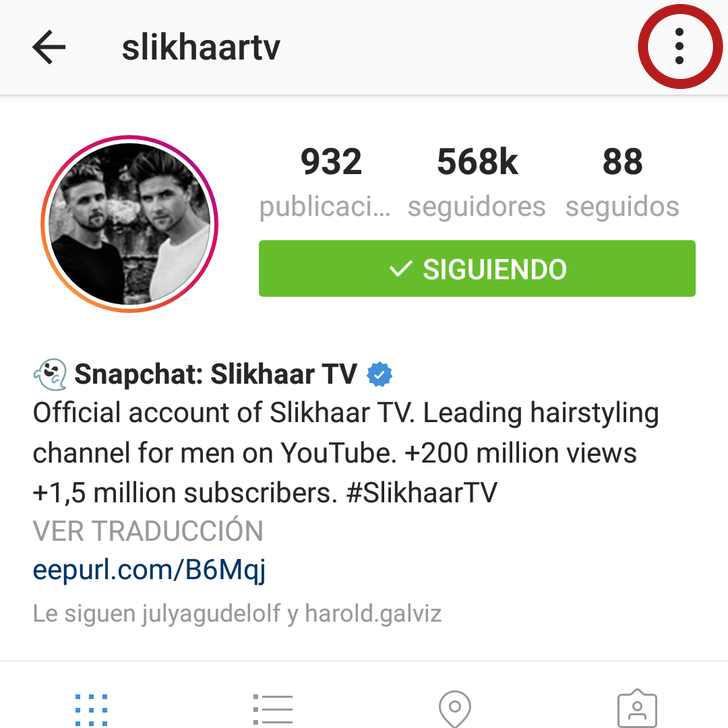 slikhaartv
932 568k 88
publicaci... seguidores seguidos
SIGUIENDO
Snapchat: Slikhaar TV
Official account of Slikhaar TV. Leading hairstyling
channel for men on YouTube. +200 million views
+1,5 million subscribers. #SlikhaarTV
VER TRADUCCIÓN
eepurl.com/B6Mqj
Le siguen julyagudelolf y harold.galviz